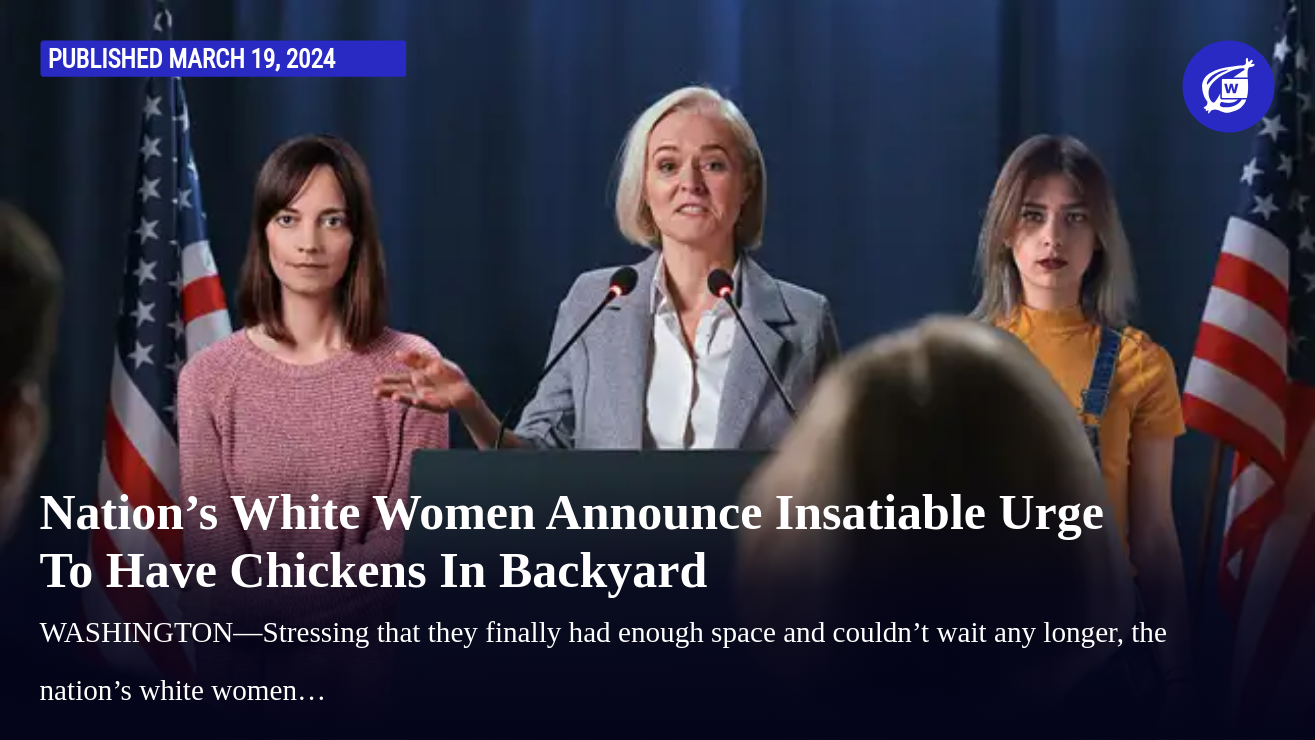 PUBLISHED MARCH 19, 2024
W
Nation’s White Women Announce Insatiable Urge
To Have Chickens In Backyard
WASHINGTON—Stressing that they finally had enough space and couldn’t wait any longer, the
nation’s white women…